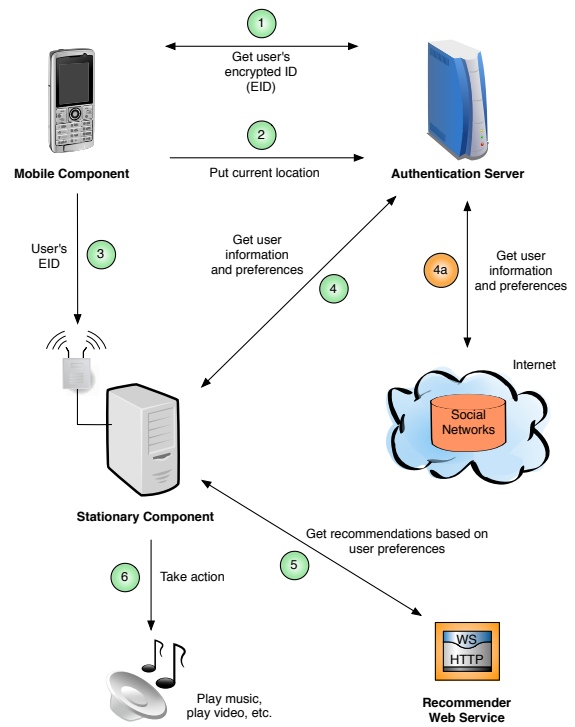 1
Get user's
encrypted ID
(EID)
2
Put current location
Mobile Component
Authentication Server
User's
EID
3
Get user
information
and preferences
4
4a
Get user
information
and preferences
Internet
Social
Networks
Stationary Component
Get recommendations based on
user preferences
5
6
Take action
Play music,
play video, etc.
WS
HTTP
Recommender
Web Service